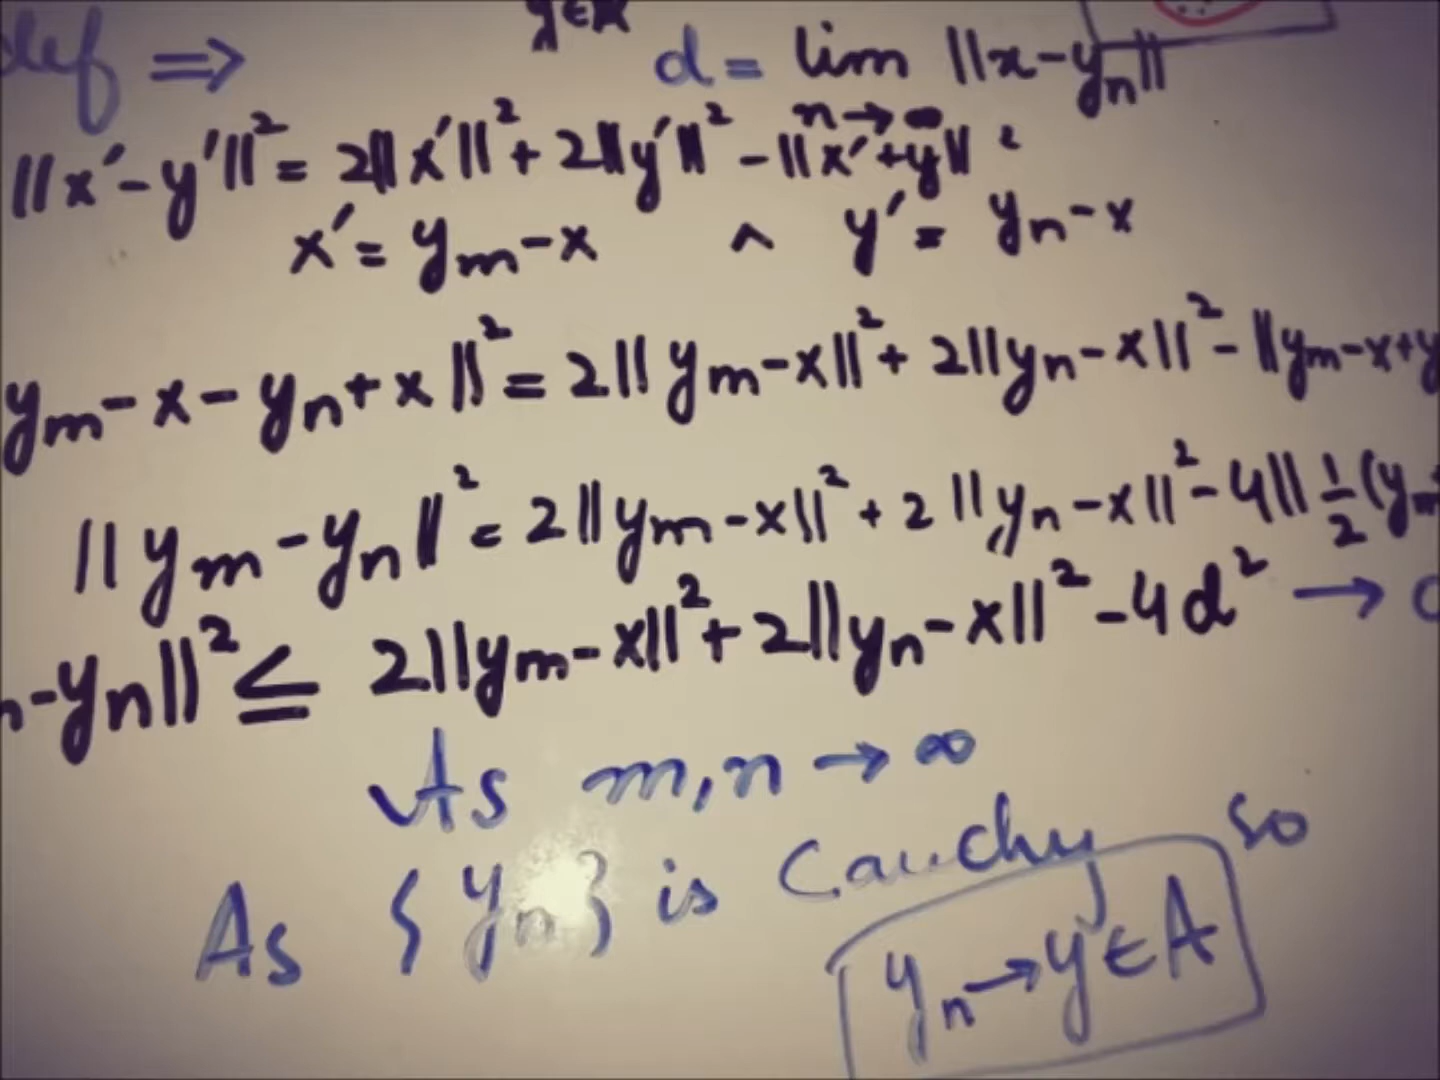 y∈A
def ⇒ d = lim ||x-yₙ||
n→∞
||x′-y′||² = 2||x′||² + 2||y′||² - ||x′+y||²
x′ = yₘ-x ^ y′ = yₙ-x
yₘ-x-yₙ+x||² = 2||yₘ-x||² + 2||yₙ-x||² - ||yₘ-x+y
||yₘ-yₙ||² = 2||yₘ-x||² + 2||yₙ-x||² - 4||½(yₘ
-yₙ||² ≤ 2||yₘ-x||² + 2||yₙ-x||² - 4d² →
As m,n → ∞
As {yₙ} is Cauchy so
yₙ→y∈A